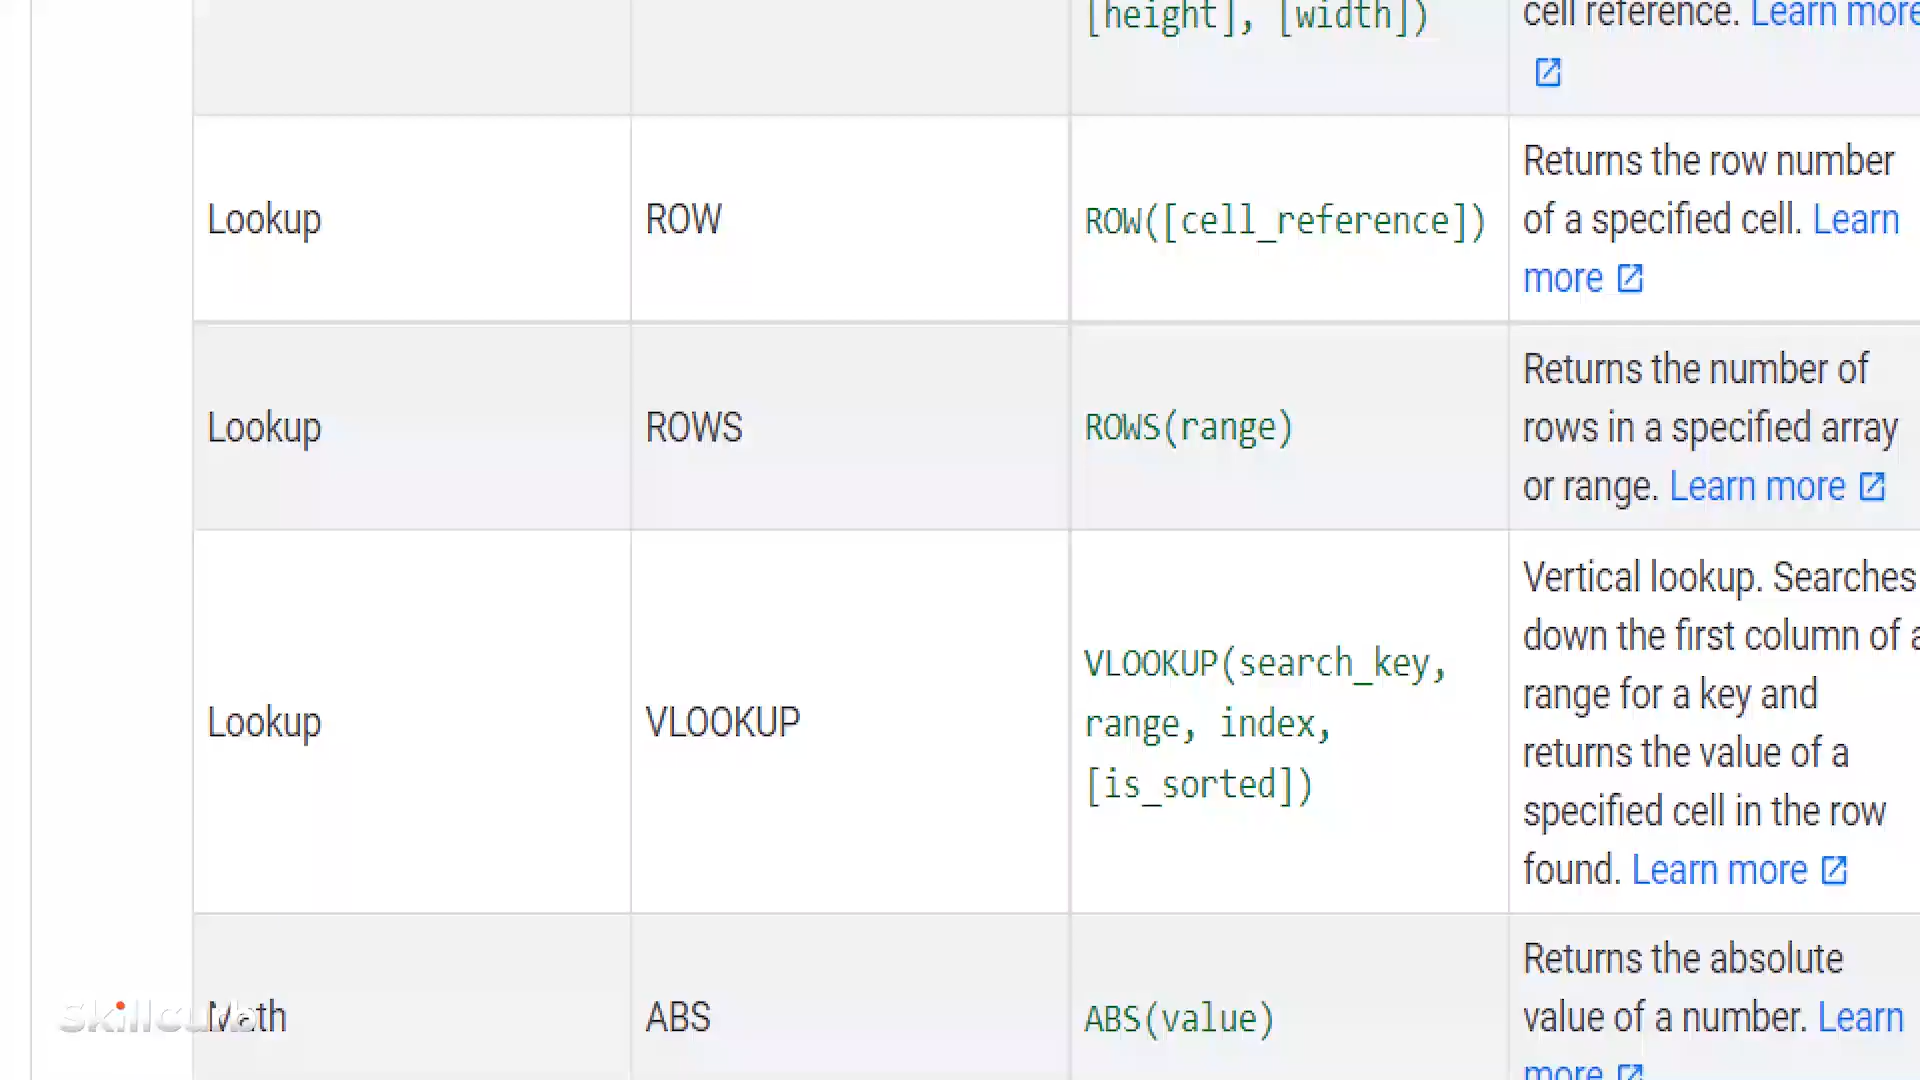 [height], [width])
cell reference. Learn more
Lookup
ROW
ROW([cell_reference])
Returns the row number
of a specified cell. Learn
more
Lookup
ROWS
ROWS(range)
Returns the number of
rows in a specified array
or range. Learn more
Lookup
VLOOKUP
VLOOKUP(search_key,
range, index,
[is_sorted])
Vertical lookup. Searches
down the first column of a
range for a key and
returns the value of a
specified cell in the row
found. Learn more
Math
ABS
ABS(value)
Returns the absolute
value of a number. Learn
more
Skillcurb